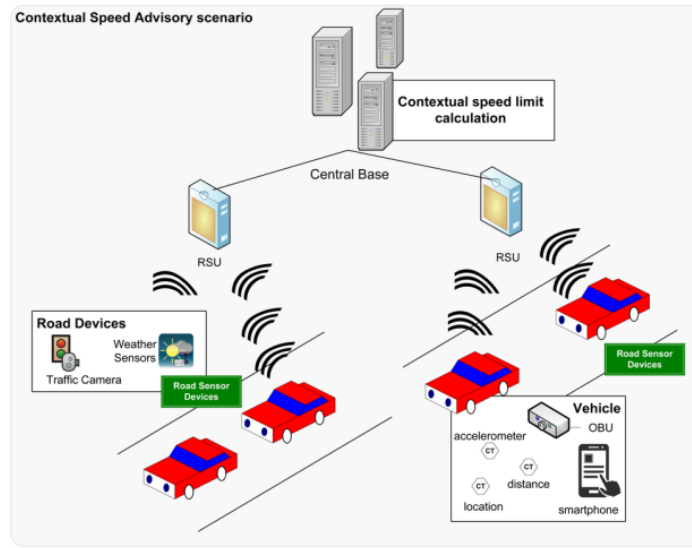 Contextual Speed Advisory scenario
Contextual speed limit
calculation
Central Base
RSU
RSU
Road Devices
Weather
Sensors
Traffic Camera
Road Sensor
Devices
Road Sensor
Devices
Vehicle
OBU
accelerometer
CT
CT
distance
CT
location
smartphone